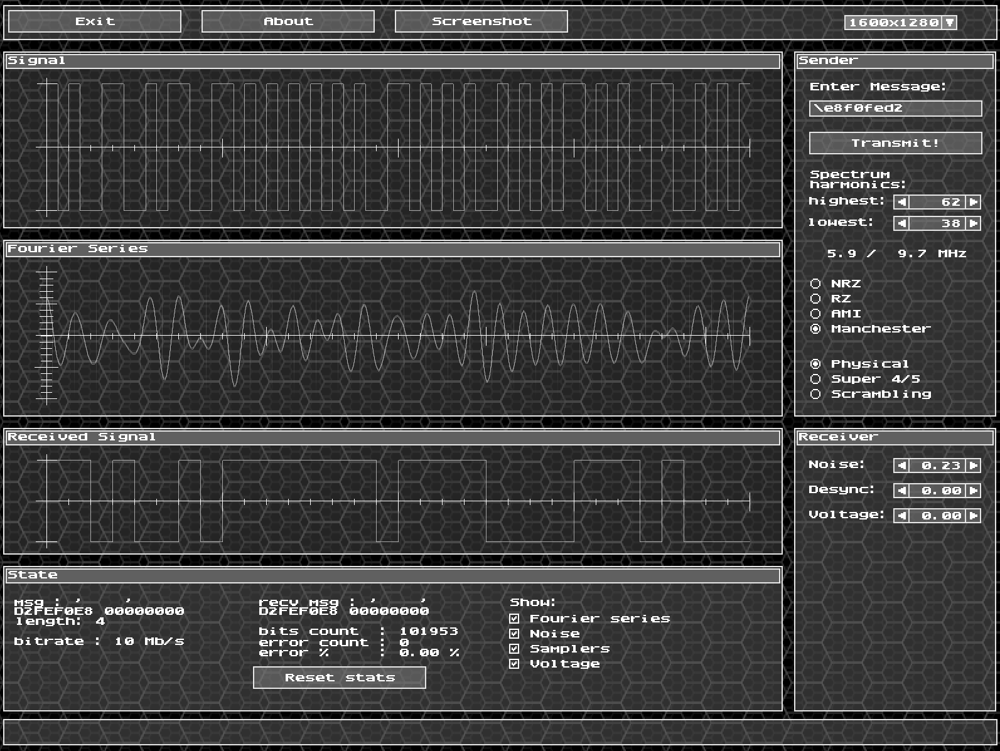 Exit
About
Screenshot
1600x1280
Signal
Sender
Enter Message:
\e8f0fedZ
Transmit!
Spectrum
harmonics:
highest: 62
lowest: 38
5.9 / 9.7 MHz
NRZ
RZ
AMI
Manchester
Physical
Super 4/5
Scrambling
Fourier Series
Received Signal
Receiver
Noise: 0.23
Desync: 0.00
Voltage: 0.00
State
msg : ' '
D2FEF0E8 00000000
length: 4
bitrate : 10 Mb/s
recv msg : ' '
D2FEF0E8 00000000
bits count : 101953
error count : 0
error % : 0.00 %
Reset stats
Show:
Fourier series
Noise
Samplers
Voltage